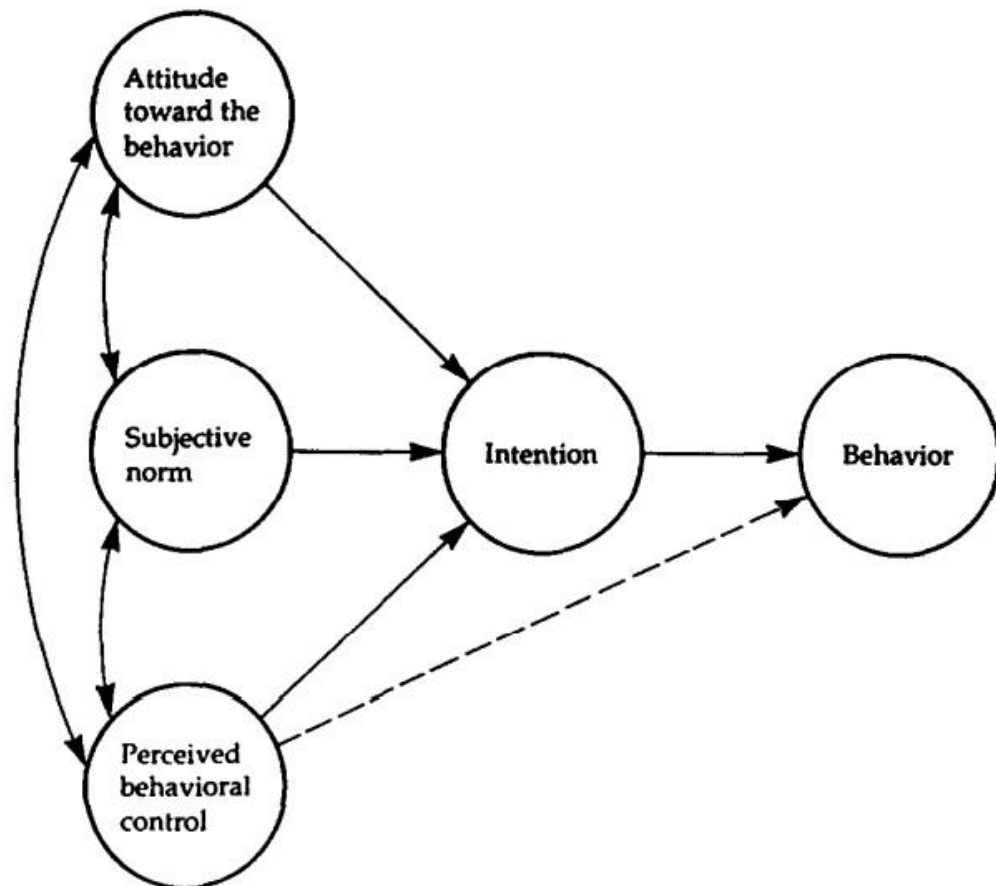 Attitude
toward the
behavior
Subjective
norm
Intention
Behavior
Perceived
behavioral
control